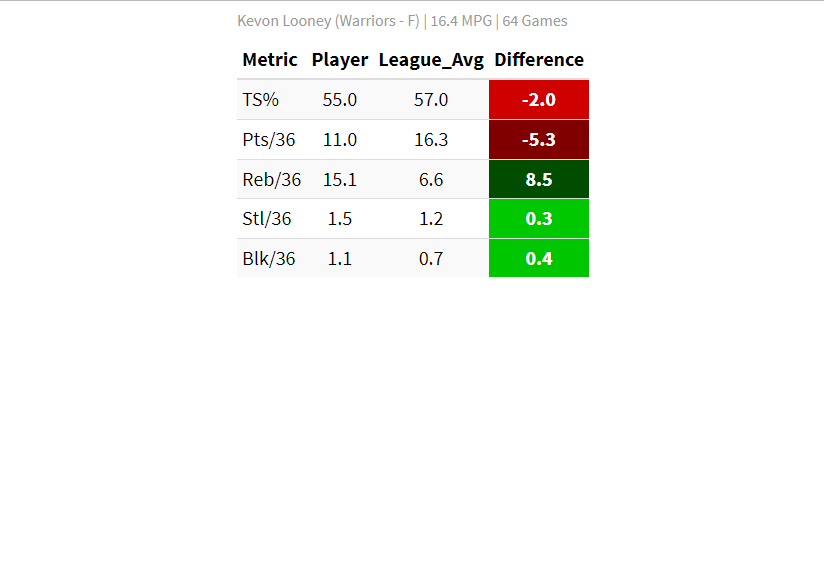 Kevon Looney (Warriors - F) | 16.4 MPG | 64 Games
Metric Player League_Avg Difference
TS% 55.0 57.0 -2.0
Pts/36 11.0 16.3 -5.3
Reb/36 15.1 6.6 8.5
Stl/36 1.5 1.2 0.3
Blk/36 1.1 0.7 0.4